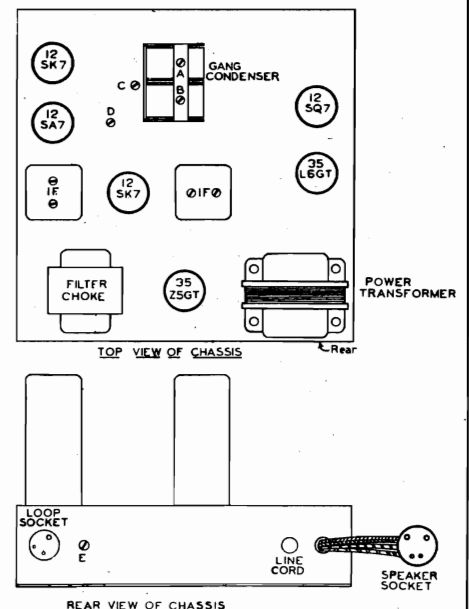 12
SK7
A
B
C
D
GANG
CONDENSER
12
SA7
12
SQ7
35
L6GT
IF
12
SK7
IF
FILTER
CHOKE
35
Z5GT
POWER
TRANSFORMER
TOP VIEW OF CHASSIS
Rear
LOOP
SOCKET
E
LINE
CORD
SPEAKER
SOCKET
REAR VIEW OF CHASSIS